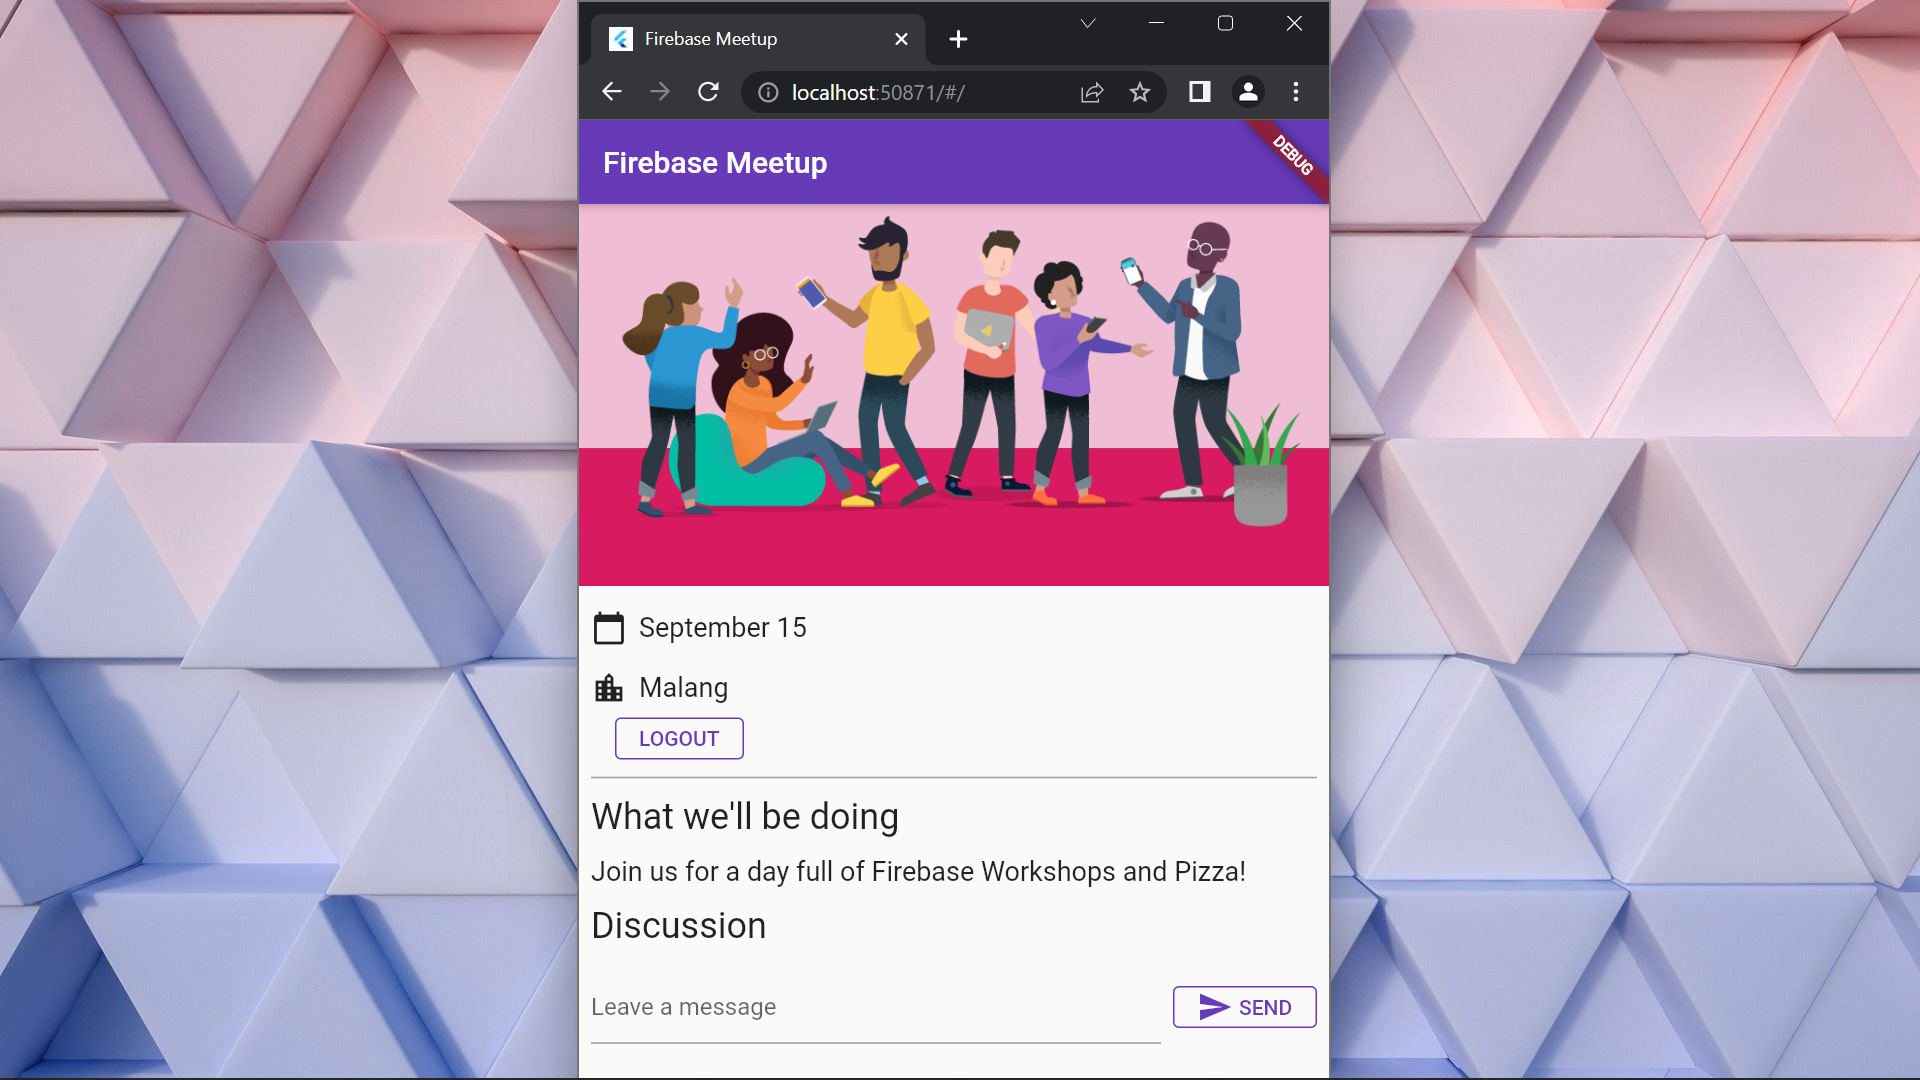 Firebase Meetup
localhost:50871/#/
Firebase Meetup
DEBUG
September 15
Malang
LOGOUT
What we'll be doing
Join us for a day full of Firebase Workshops and Pizza!
Discussion
Leave a message
SEND